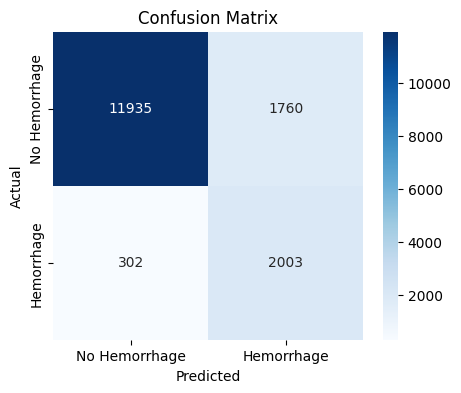 Confusion Matrix
Actual
No Hemorrhage
Hemorrhage
11935 1760
302 2003
No Hemorrhage Hemorrhage
Predicted
10000
8000
6000
4000
2000